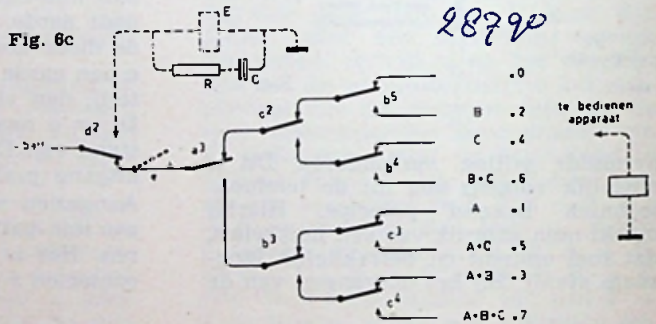 28790
Fig. 6c
E
R
C
d²
e
a³
c²
b⁵
b⁴
b³
c³
c⁴
.0
B .2
C .4
B+C .6
A .1
A+C .5
A+B .3
A+B+C .7
te bedienen
apparaat